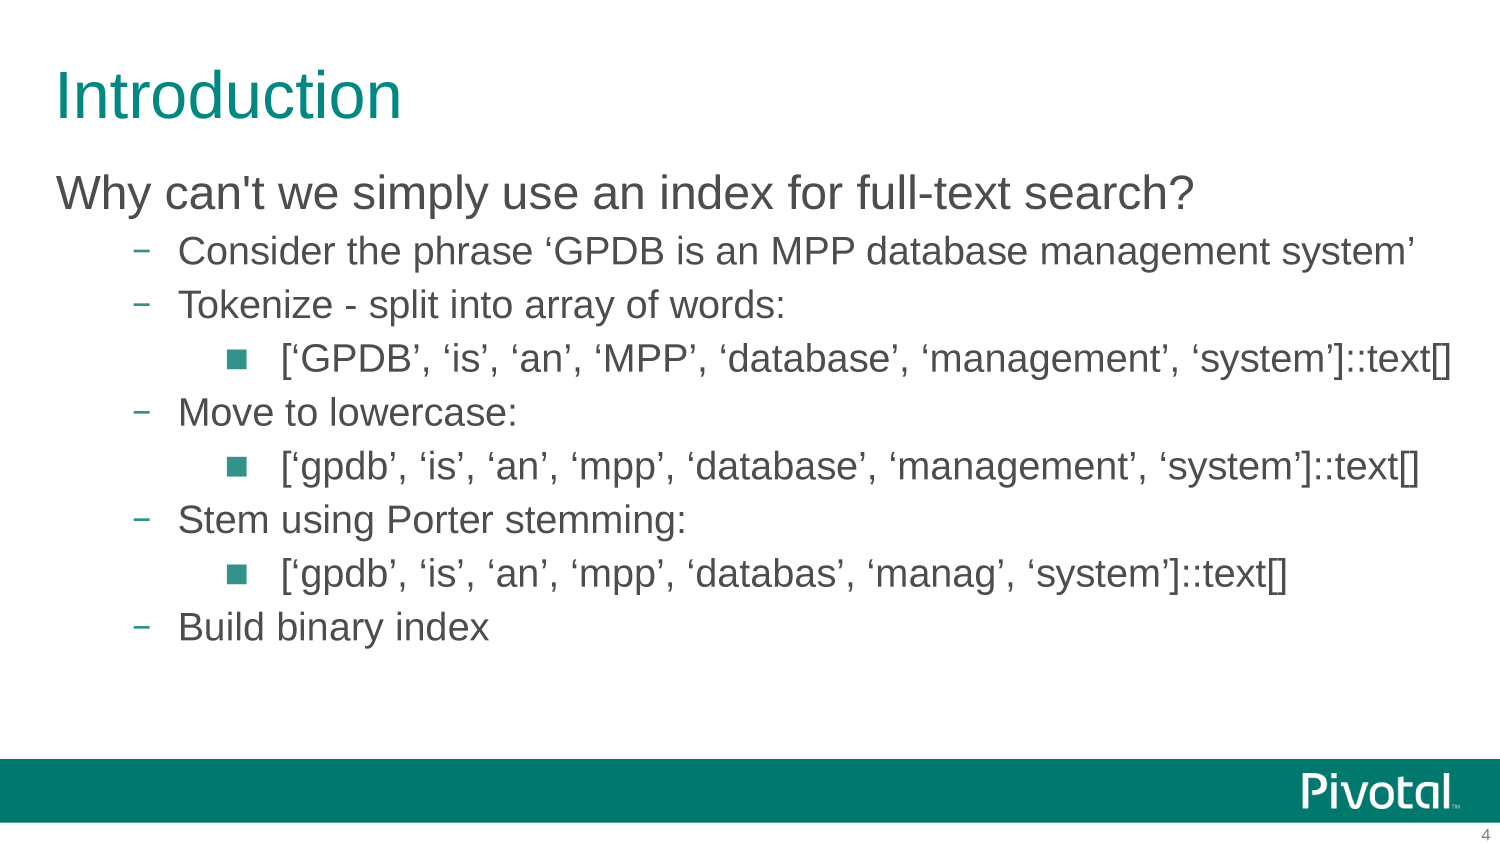 Introduction
Why can't we simply use an index for full-text search?
− Consider the phrase ‘GPDB is an MPP database management system’
− Tokenize - split into array of words:
■ [‘GPDB’, ‘is’, ‘an’, ‘MPP’, ‘database’, ‘management’, ‘system’]::text[]
− Move to lowercase:
■ [‘gpdb’, ‘is’, ‘an’, ‘mpp’, ‘database’, ‘management’, ‘system’]::text[]
− Stem using Porter stemming:
■ [‘gpdb’, ‘is’, ‘an’, ‘mpp’, ‘databas’, ‘manag’, ‘system’]::text[]
− Build binary index
Pivotal™
4